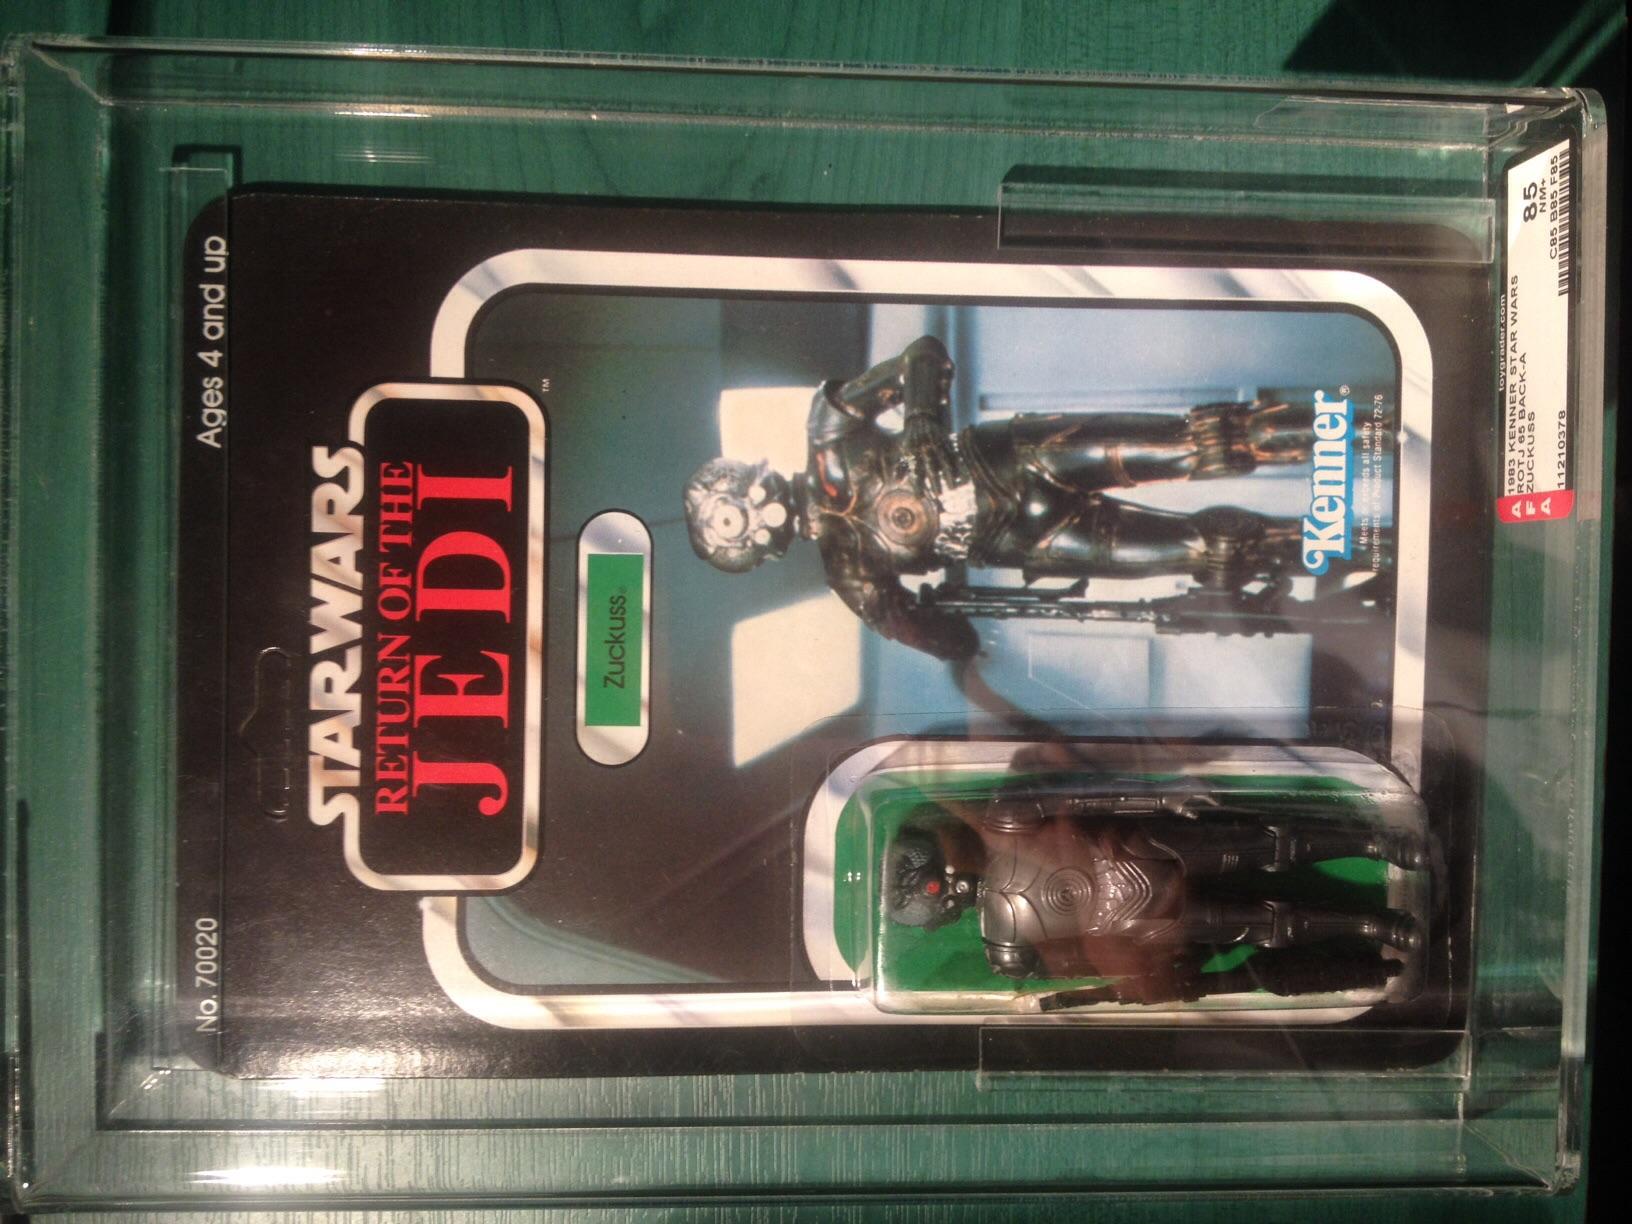 No. 70020
Ages 4 and up
STAR WARS
RETURN OF THE
JEDI
™
Zuckuss®
Kenner®
Meets or exceeds all safety
requirements of Product Standard 72-76
AFA
toygrader.com
1983 KENNER STAR WARS
ROTJ 65 BACK-A
ZUCKUSS
11210378
85
NM+
C85 B85 F85